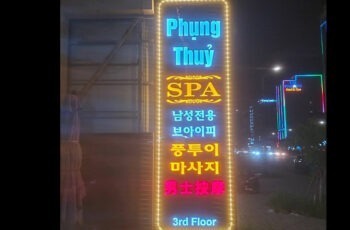 Phụng
Thuỷ
SPA
남성전용
브아이피
풍투이
마사지
男士按摩
3rd Floor